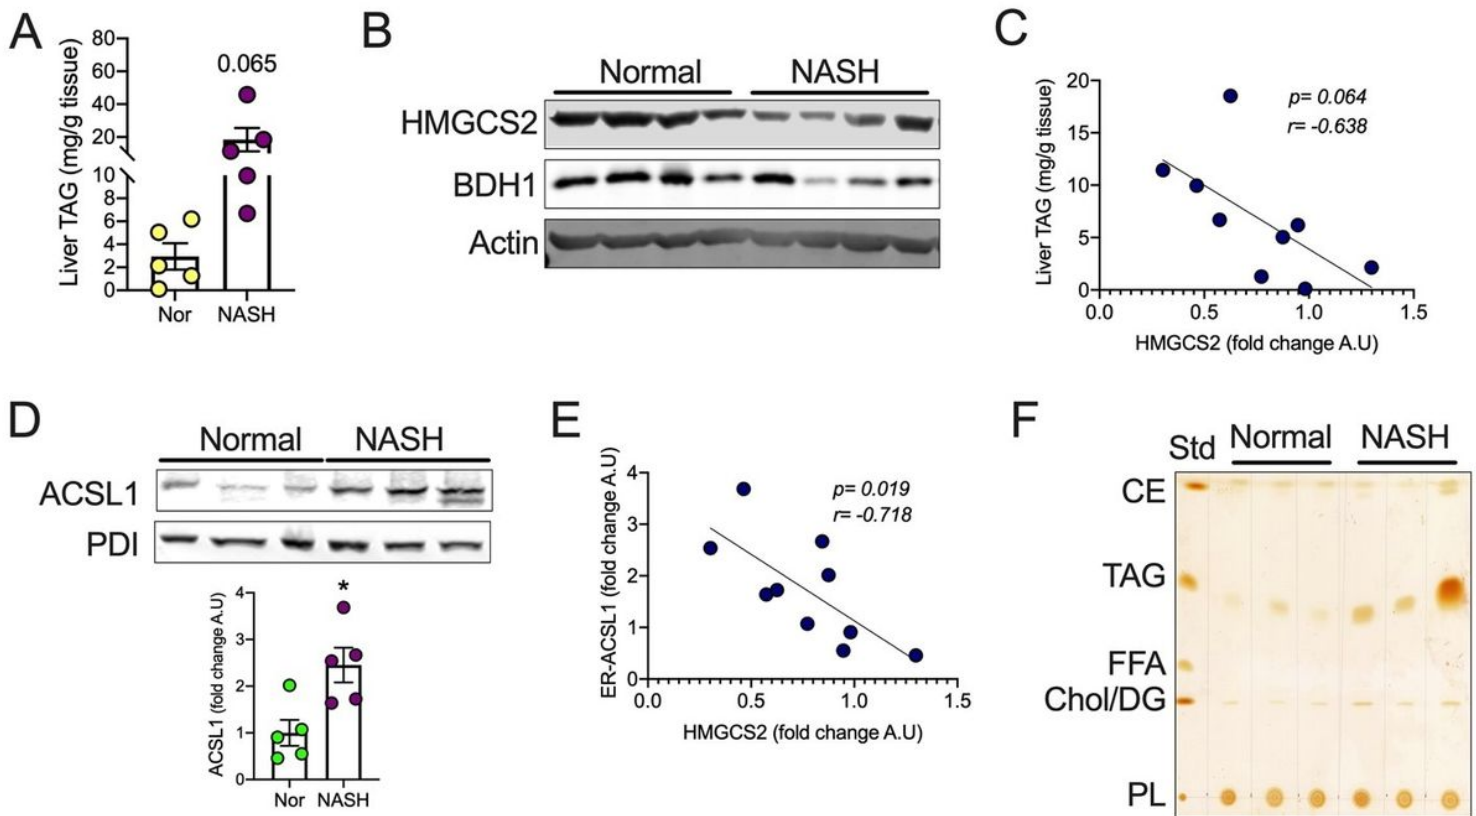 A
Liver TAG (mg/g tissue)
80
60
40
20
10
8
6
4
2
0
0.065
Nor NASH
B
Normal NASH
HMGCS2
BDH1
Actin
C
Liver TAG (mg/g tissue)
20
15
10
5
0
p= 0.064
r= -0.638
0.0 0.5 1.0 1.5
HMGCS2 (fold change A.U)
D
Normal NASH
ACSL1
PDI
ACSL1 (fold change A.U)
4
3
2
1
0
*
Nor NASH
E
ER-ACSL1 (fold change A.U)
4
3
2
1
0
p= 0.019
r= -0.718
0.0 0.5 1.0 1.5
HMGCS2 (fold change A.U)
F
Std Normal NASH
CE
TAG
FFA
Chol/DG
PL